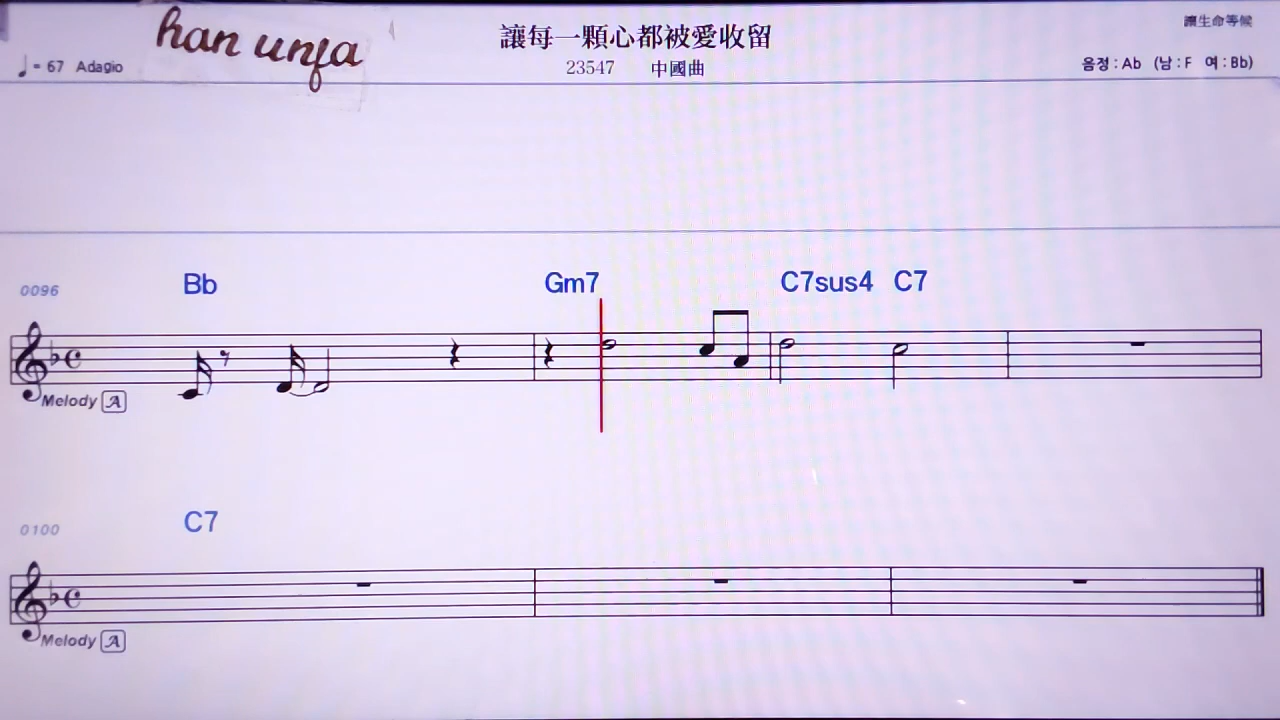 han unja
讓每一顆心都被愛收留
讓生命等候
♩= 67 Adagio
23547 中國曲
음정 : Ab (남 : F 여 : Bb)
0096 Bb Gm7 C7sus4 C7
Melody A
0100 C7
Melody A